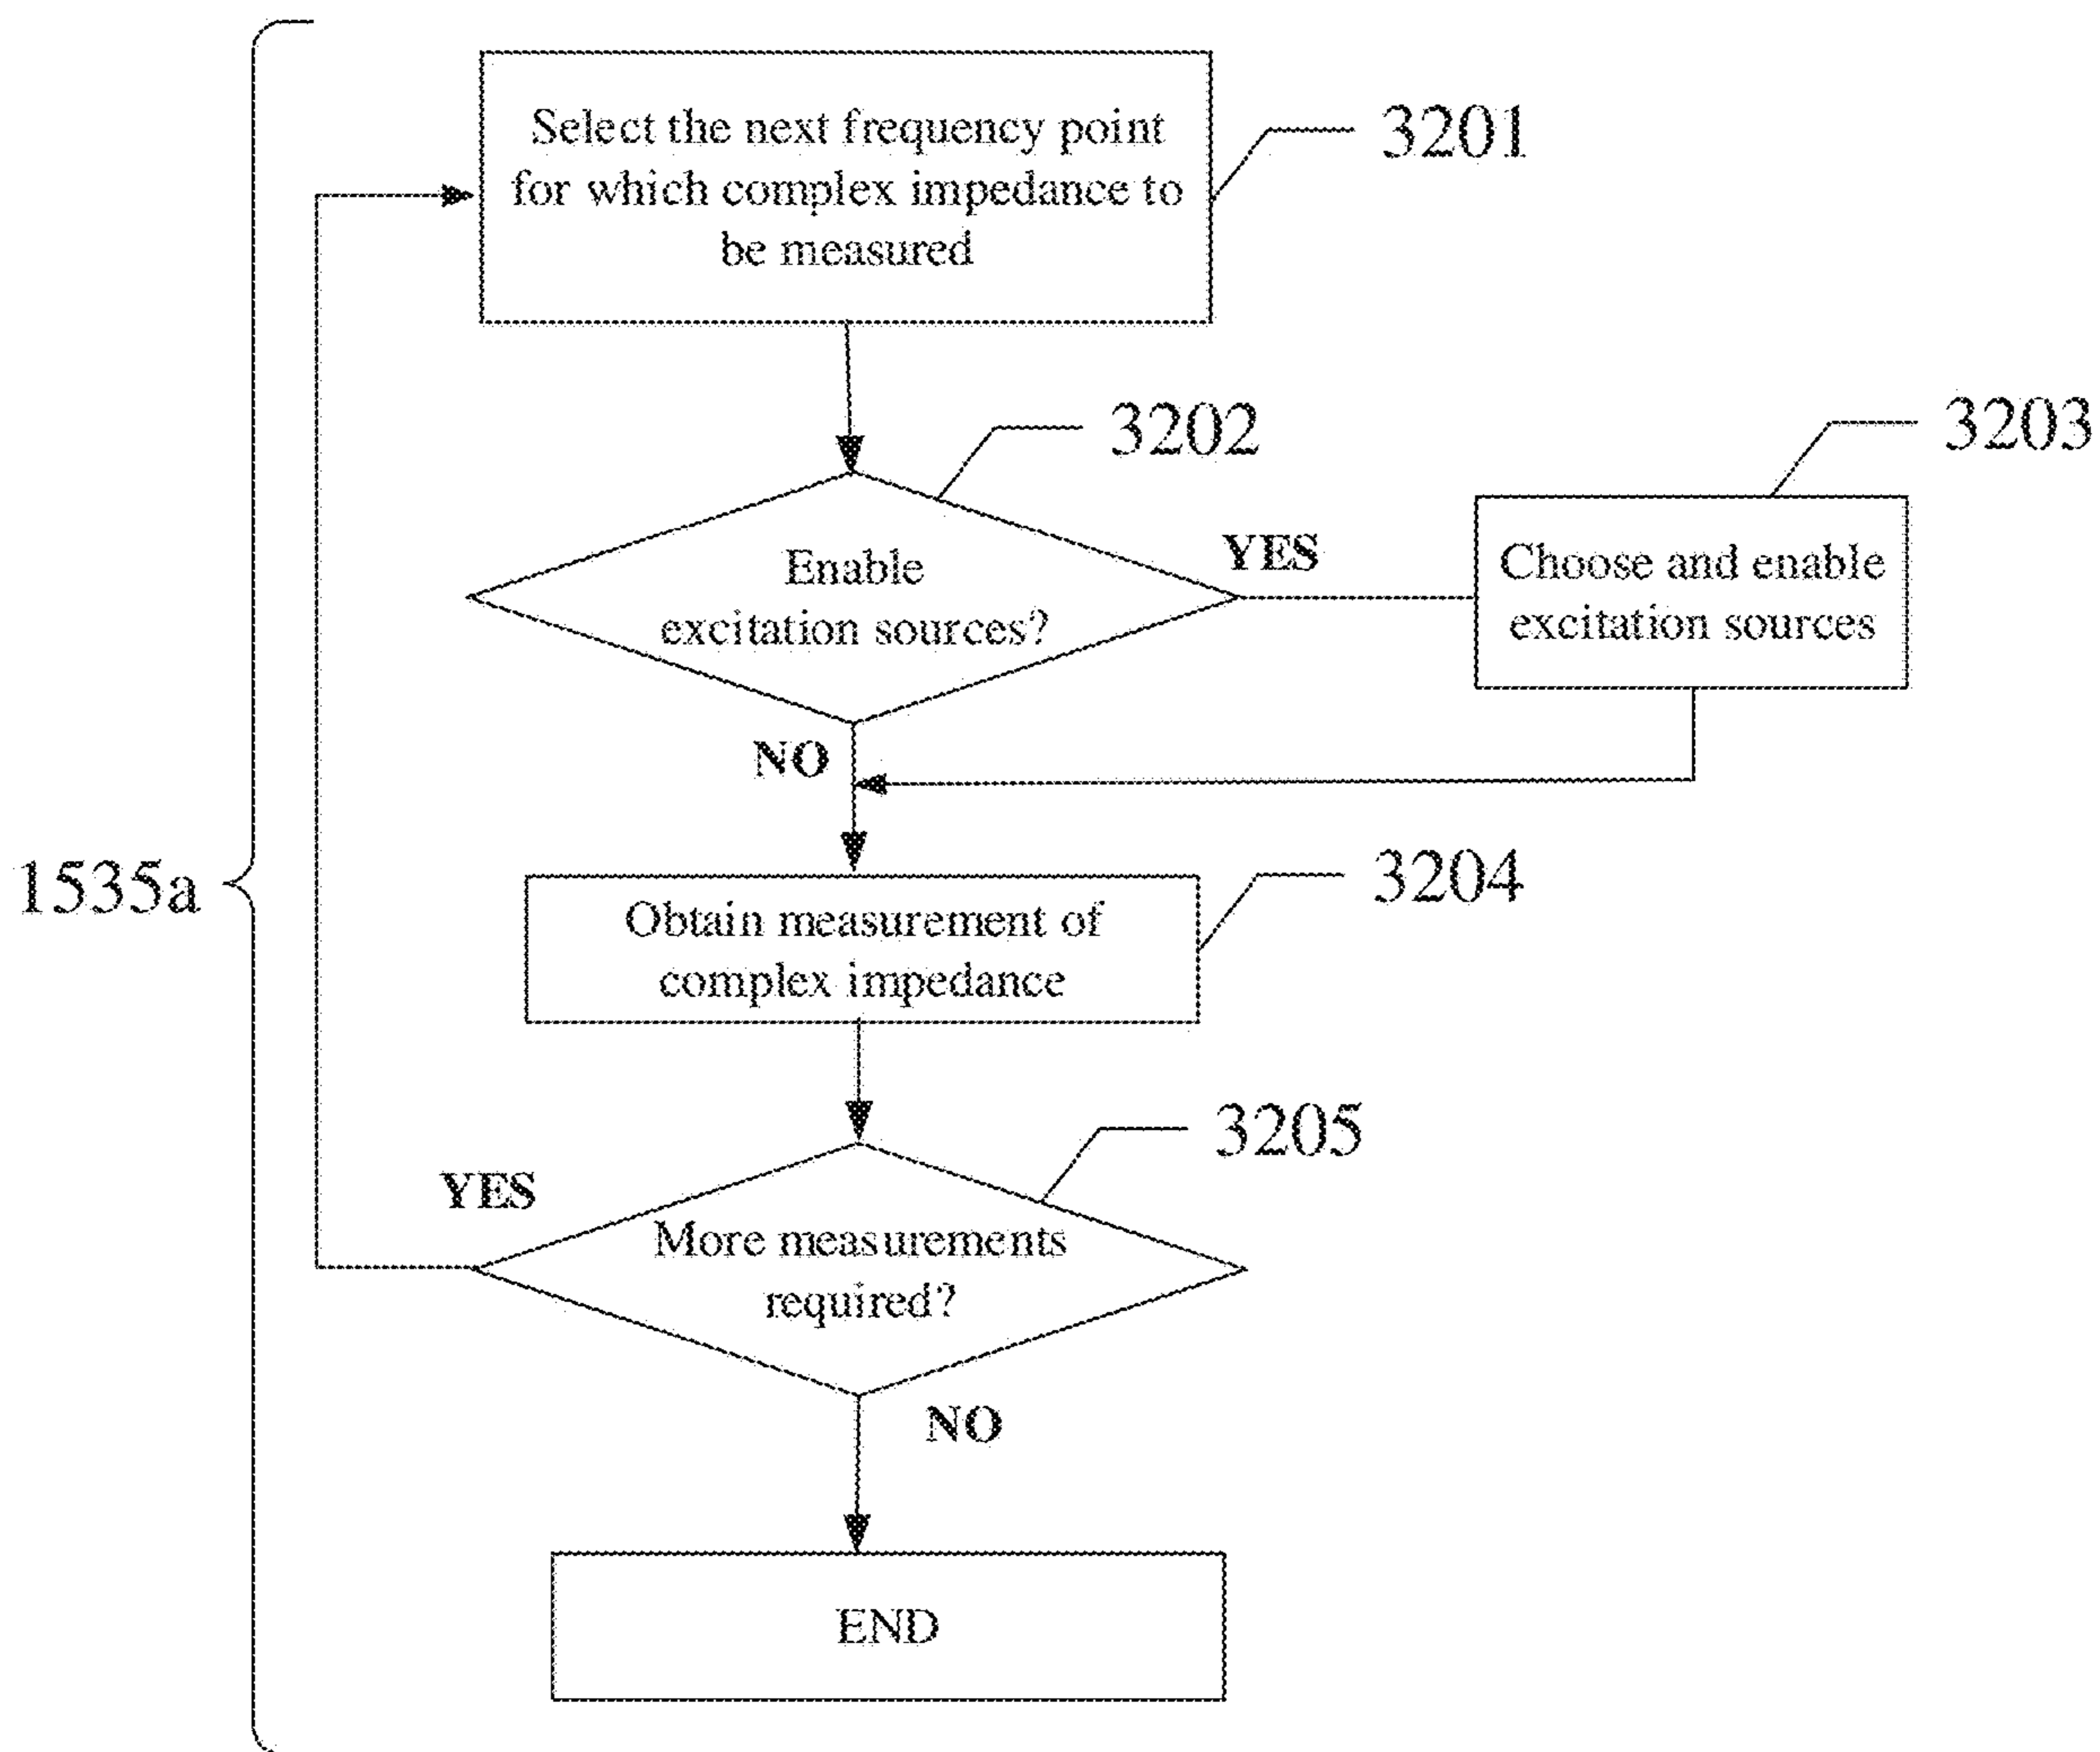 Select the next frequency point
for which complex impedance to
be measured
3201
3202
3203
Enable
excitation sources?
YES
Choose and enable
excitation sources
NO
1535a
Obtain measurement of
complex impedance
3204
3205
YES
More measurements
required?
NO
END